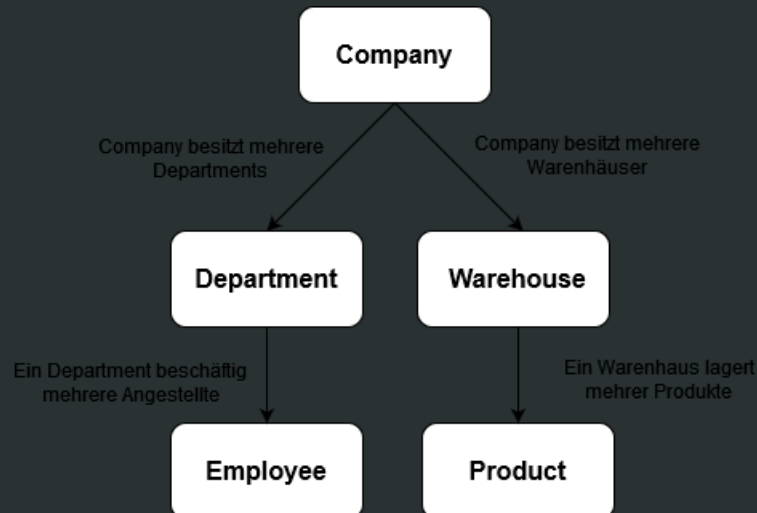 Company
Company besitzt mehrere
Departments
Company besitzt mehrere
Warenhäuser
Department
Warehouse
Ein Department beschäftig
mehrere Angestellte
Ein Warenhaus lagert
mehrer Produkte
Employee
Product